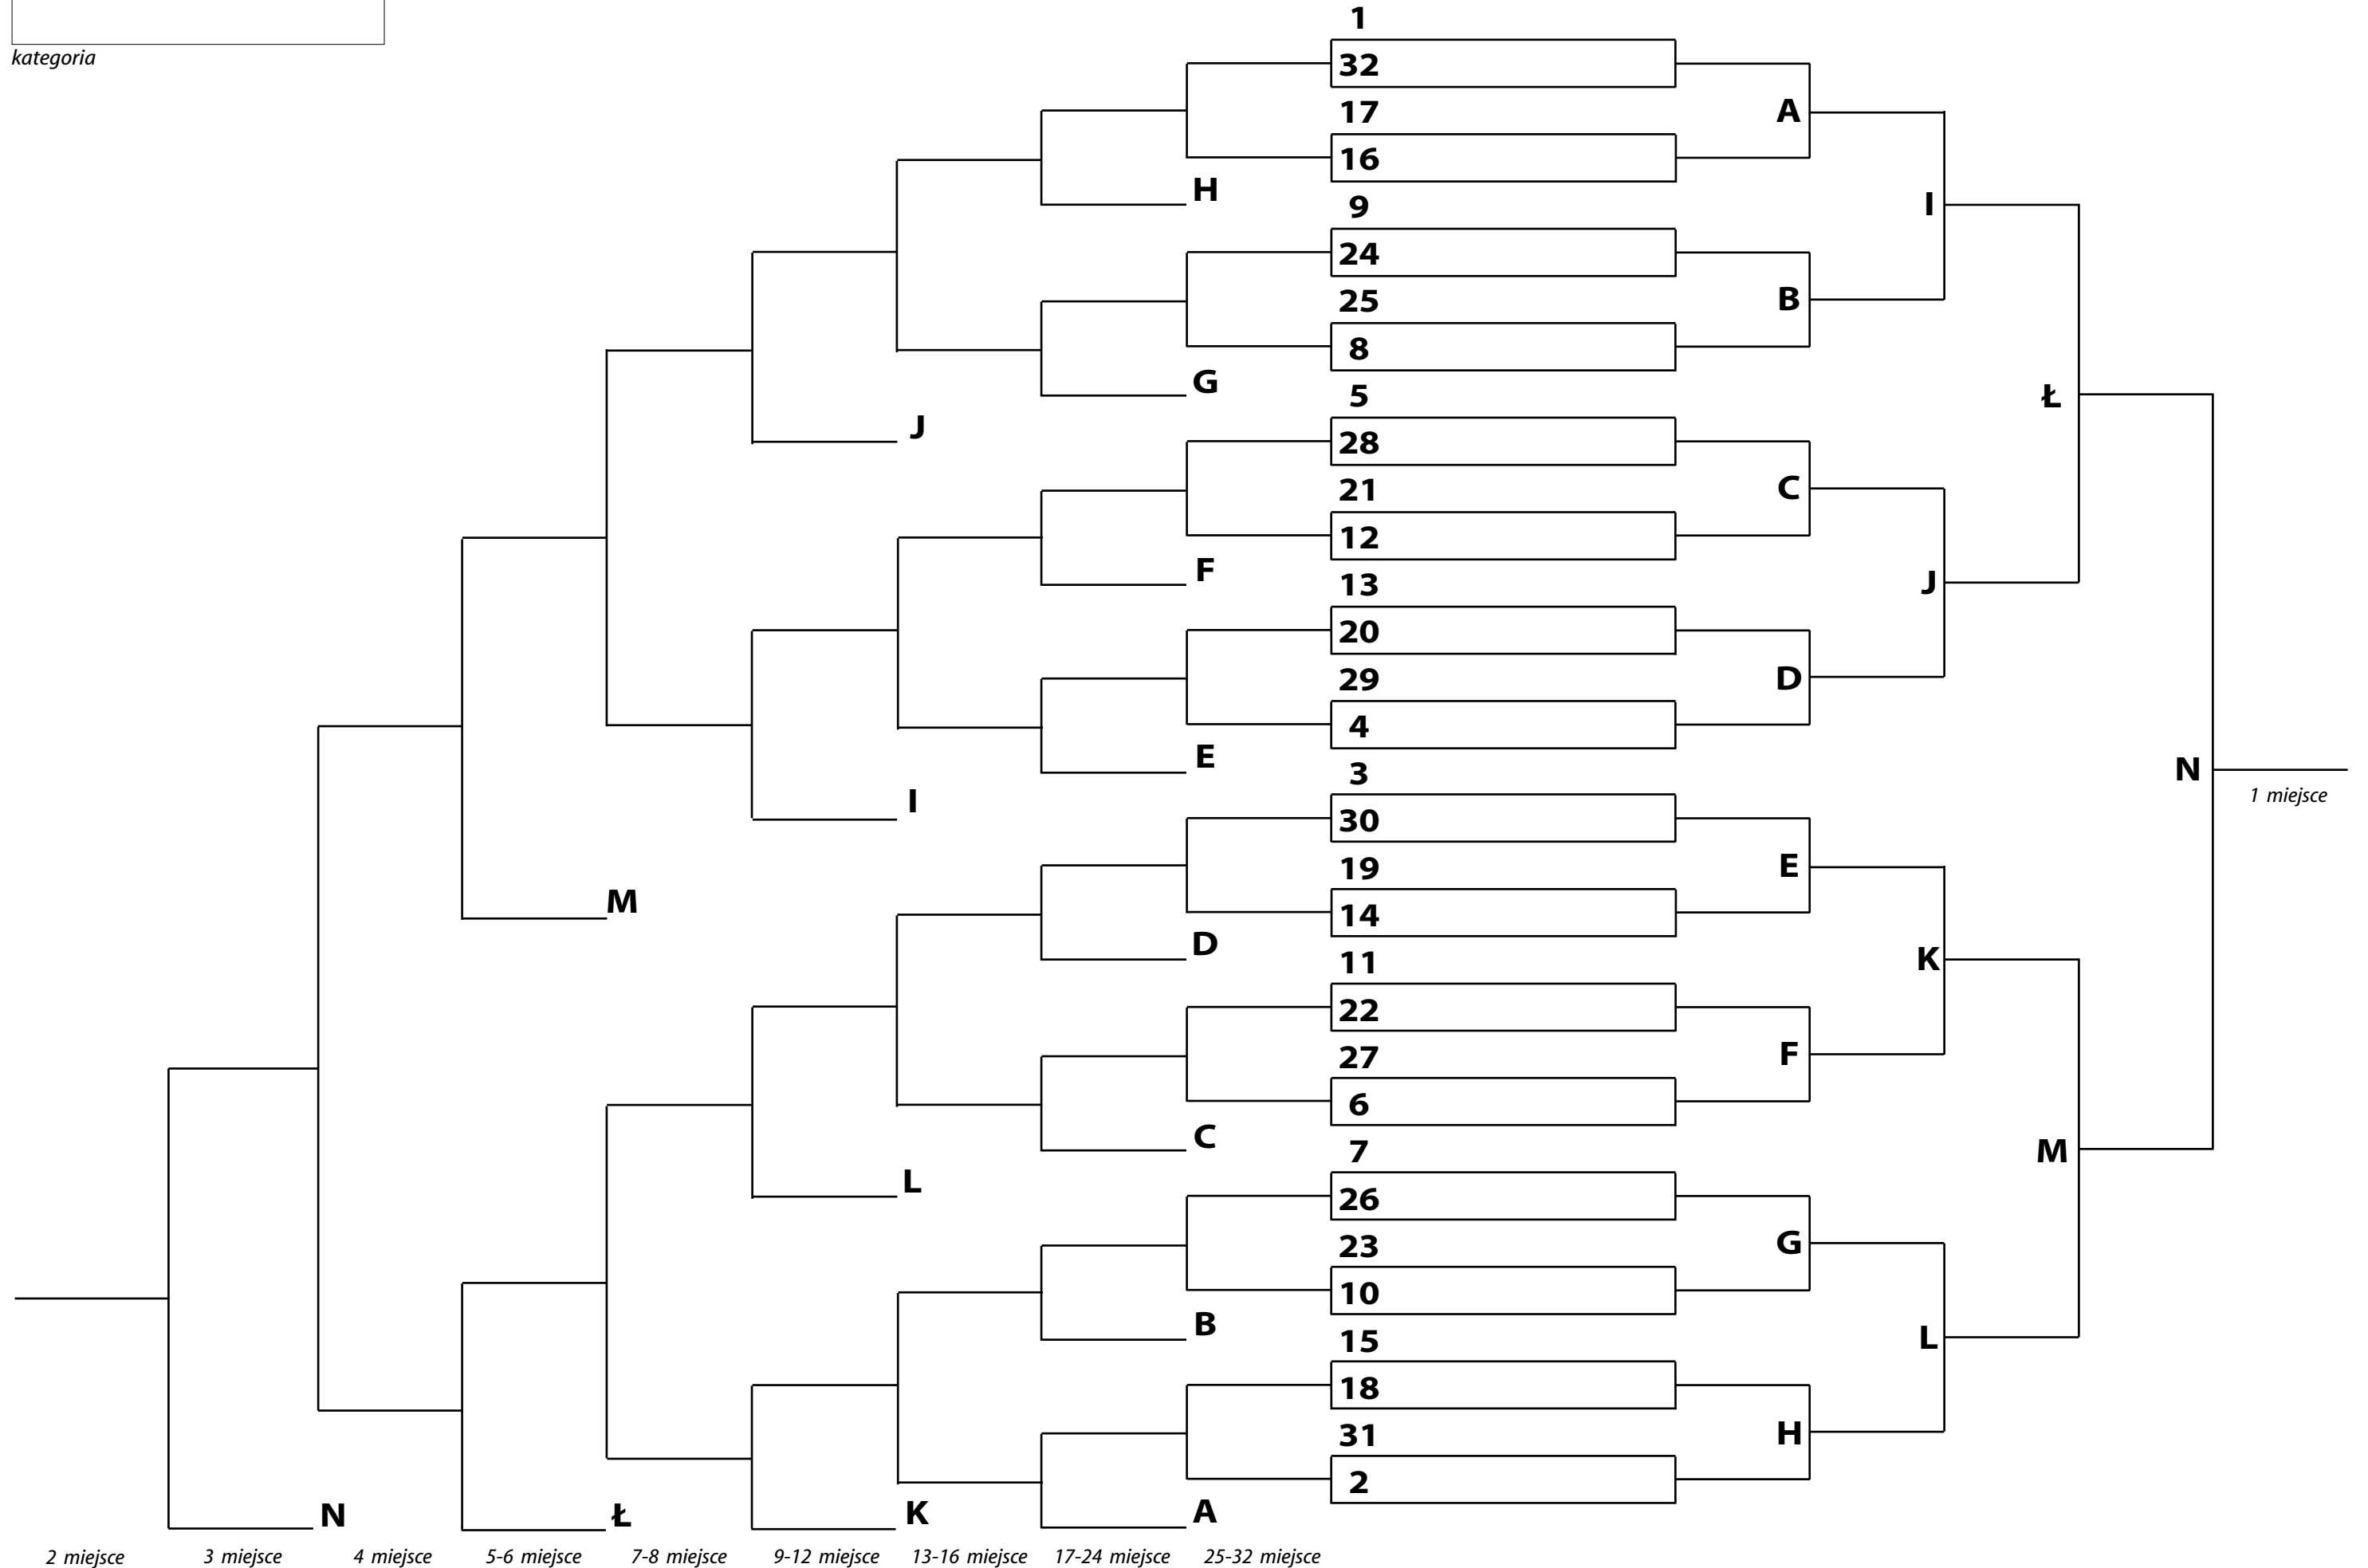 kategoria
1
32
17
A
16
H
9
I
24
25
B
8
G
5
Ł
J
28
21
C
12
F
13
J
20
29
D
4
E
3
N
1 miejsce
I
30
19
E
M
14
D
11
K
22
27
F
6
C
7
M
L
26
23
G
10
B
15
L
18
31
H
2
N
Ł
K
A
2 miejsce 3 miejsce 4 miejsce 5-6 miejsce 7-8 miejsce 9-12 miejsce 13-16 miejsce 17-24 miejsce 25-32 miejsce